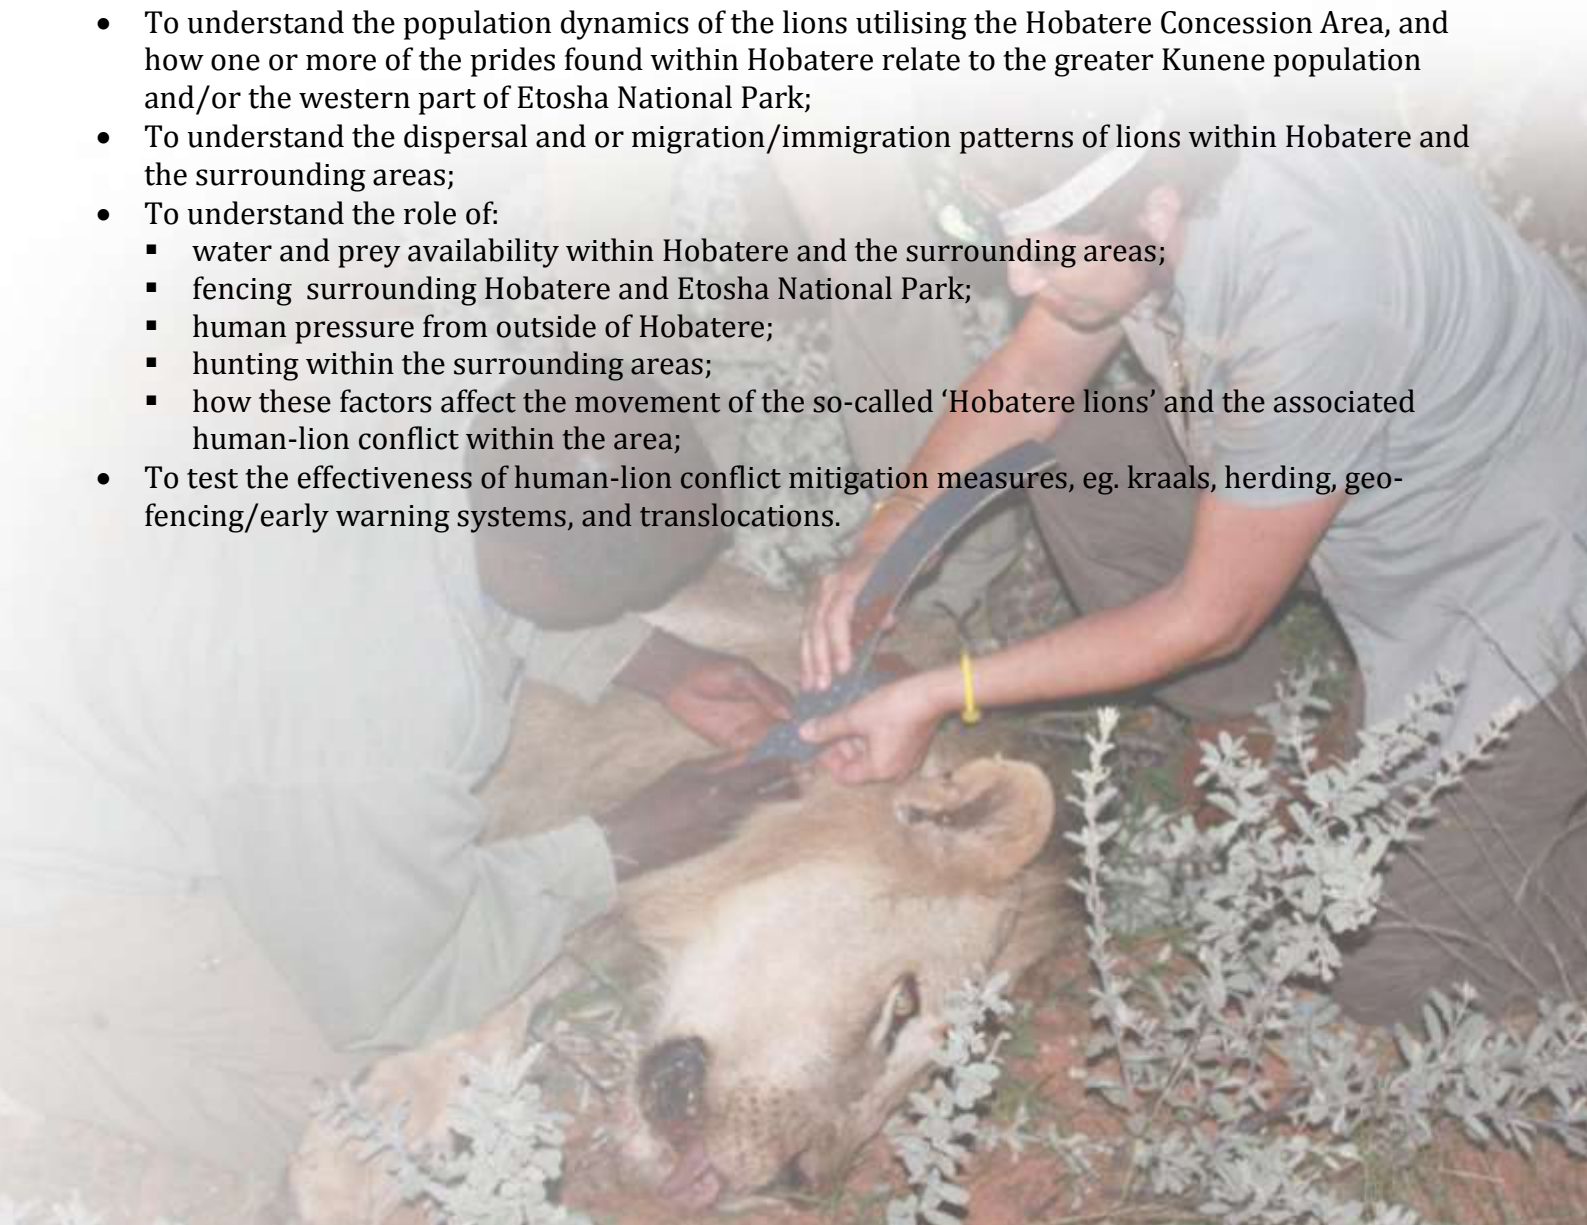 • To understand the population dynamics of the lions utilising the Hobatere Concession Area, and
how one or more of the prides found within Hobatere relate to the greater Kunene population
and/or the western part of Etosha National Park;
• To understand the dispersal and or migration/immigration patterns of lions within Hobatere and
the surrounding areas;
• To understand the role of:
▪ water and prey availability within Hobatere and the surrounding areas;
▪ fencing  surrounding Hobatere and Etosha National Park;
▪ human pressure from outside of Hobatere;
▪ hunting within the surrounding areas;
▪ how these factors affect the movement of the so-called ‘Hobatere lions’ and the associated
human-lion conflict within the area;
• To test the effectiveness of human-lion conflict mitigation measures, eg. kraals, herding, geo-
fencing/early warning systems, and translocations.